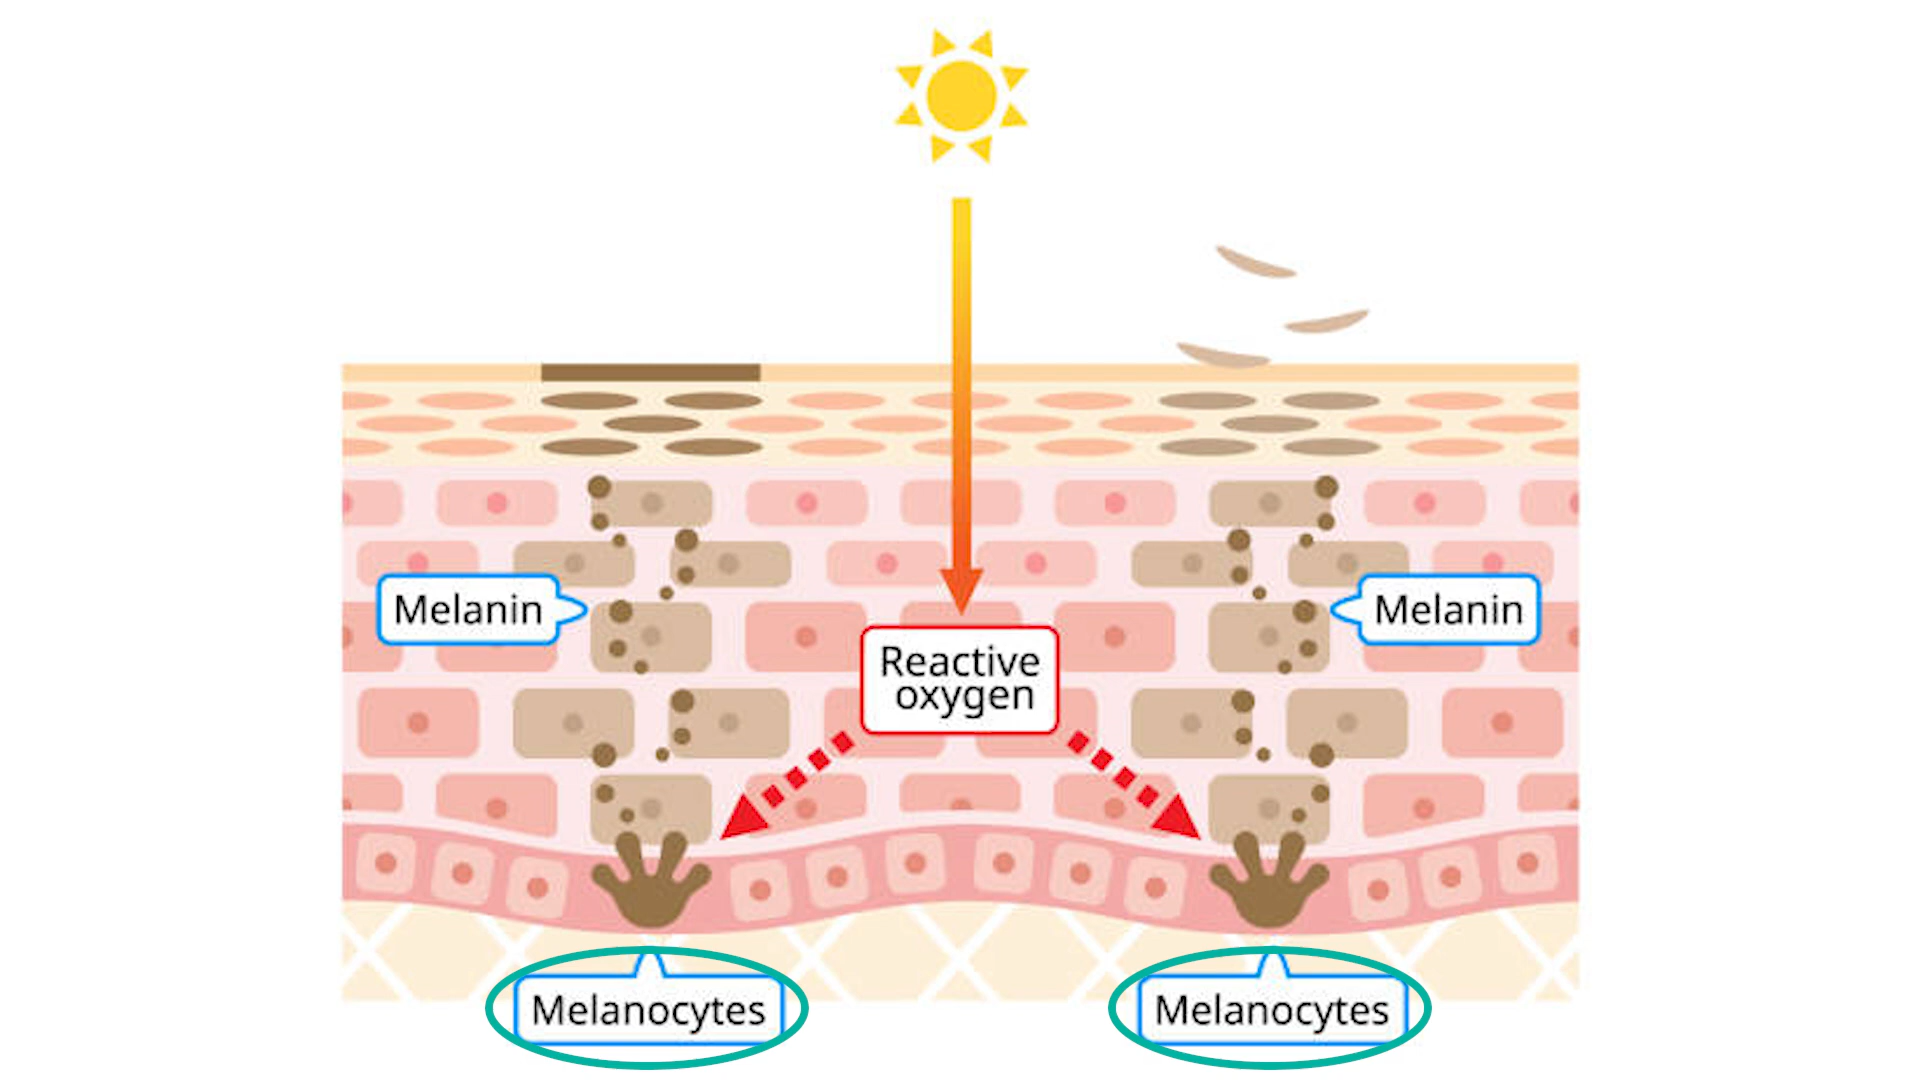 Melanin
Melanin
Reactive
oxygen
Melanocytes
Melanocytes